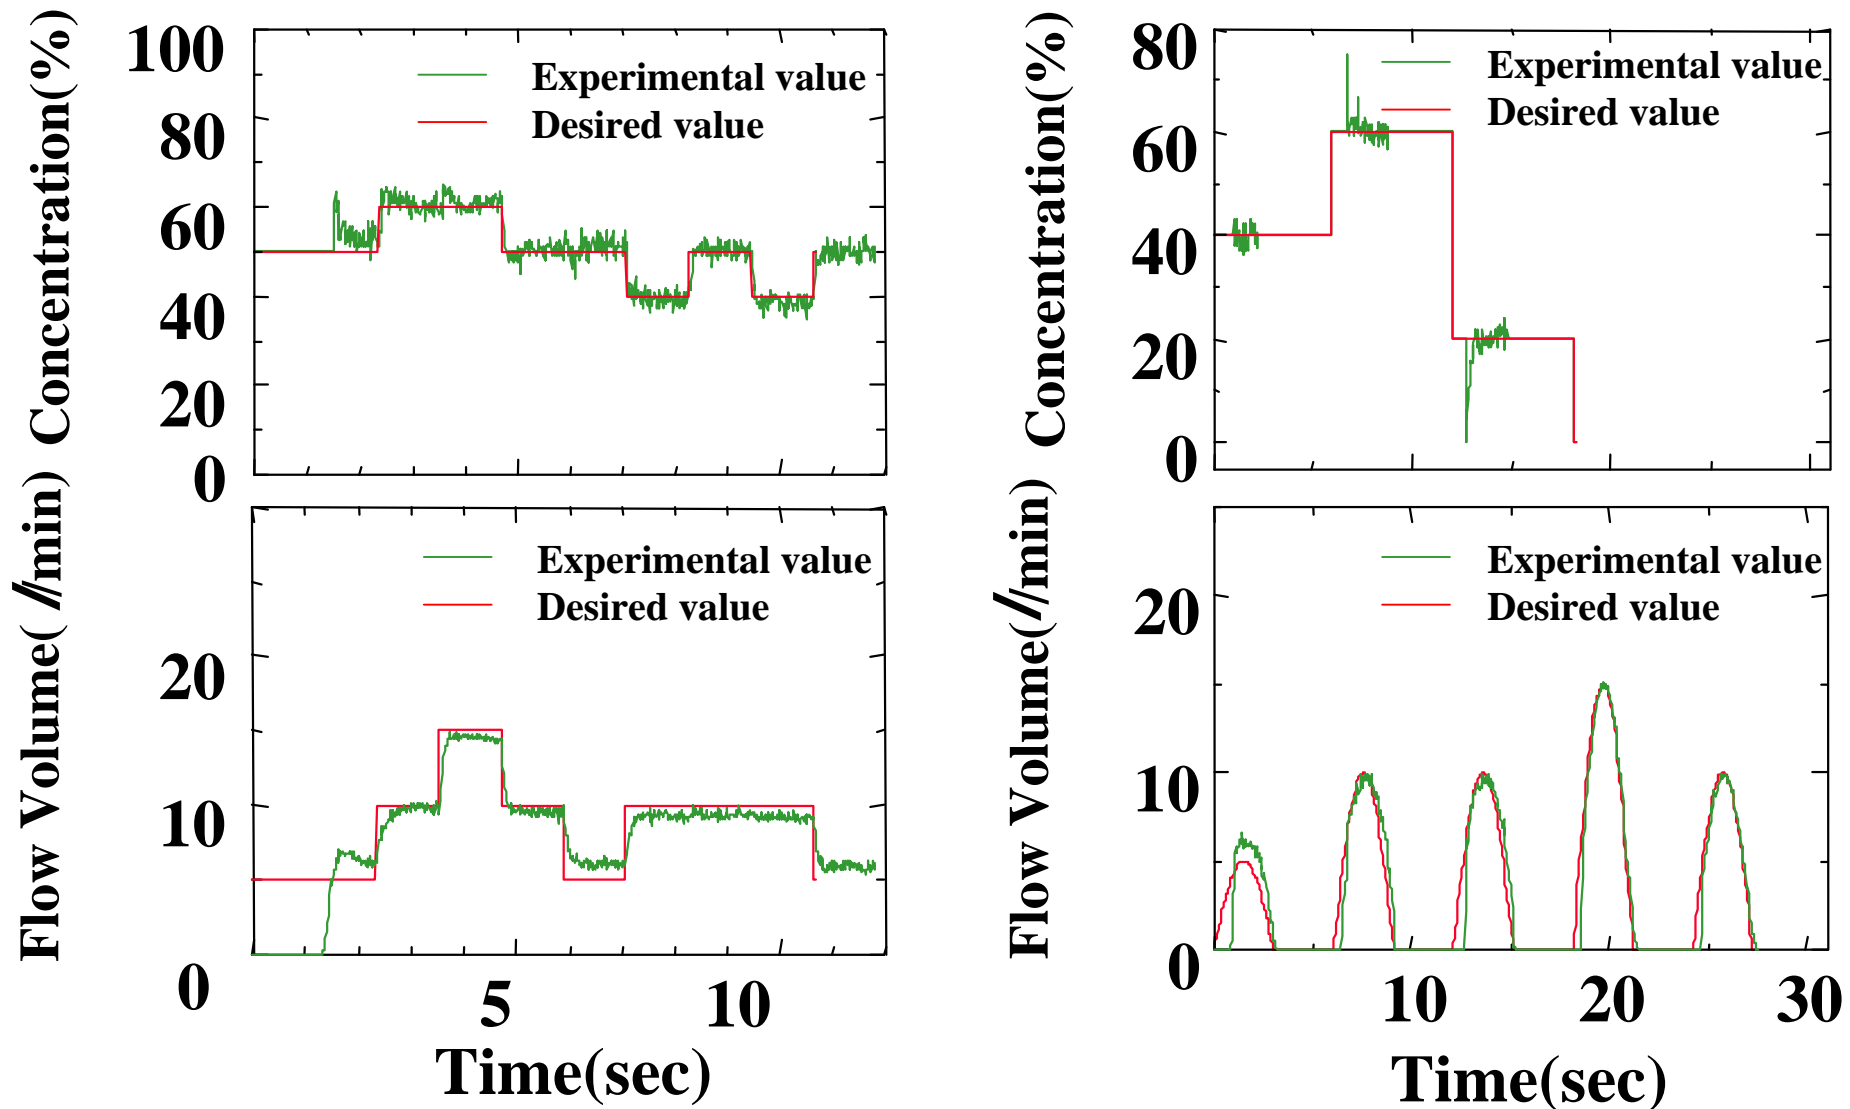 Concentration(%)
100
80
60
40
20
0
Experimental value
Desired value
Flow Volume( l/min)
20
10
0
Experimental value
Desired value
5
10
Time(sec)
Concentration(%)
80
60
40
20
0
Experimental value
Desired value
Flow Volume(l/min)
20
10
0
Experimental value
Desired value
10
20
30
Time(sec)